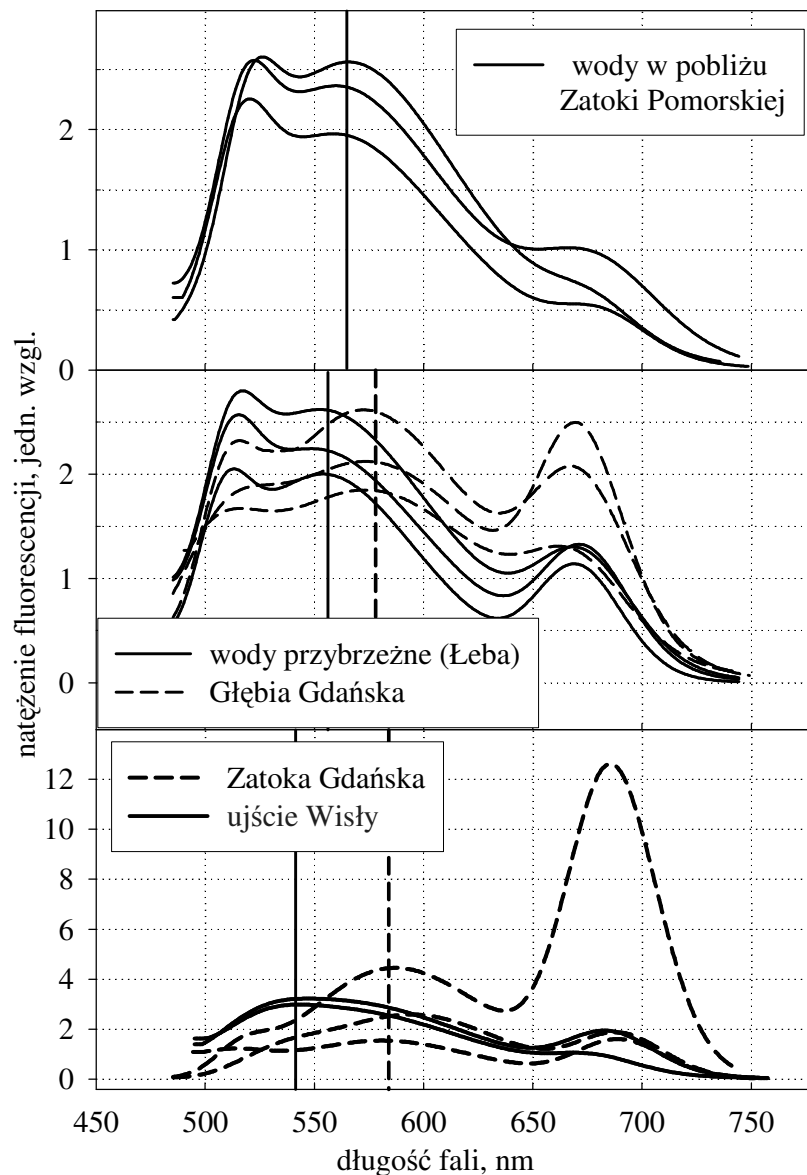 natężenie fluorescencji, jedn. wzgl.
2
1
0
wody w pobliżu
Zatoki Pomorskiej
2
1
0
wody przybrzeżne (Łeba)
Głębia Gdańska
12
10
8
6
4
2
0
Zatoka Gdańska
ujście Wisły
450 500 550 600 650 700 750
długość fali, nm